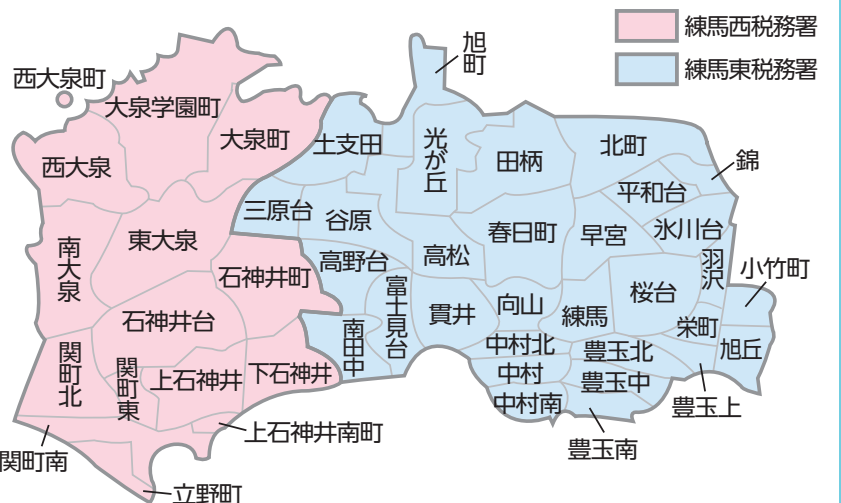 練馬西税務署
練馬東税務署
旭町
西大泉町
大泉学園町
大泉町
土支田
光が丘
田柄
北町
錦
西大泉
平和台
三原台
谷原
春日町
早宮
氷川台
南大泉
東大泉
高松
高野台
羽沢
小竹町
石神井町
富士見台
桜台
石神井台
貫井
向山
練馬
栄町
南田中
旭丘
関町北
関町東
上石神井
下石神井
中村北
豊玉北
中村
豊玉中
中村南
豊玉上
上石神井南町
豊玉南
関町南
立野町